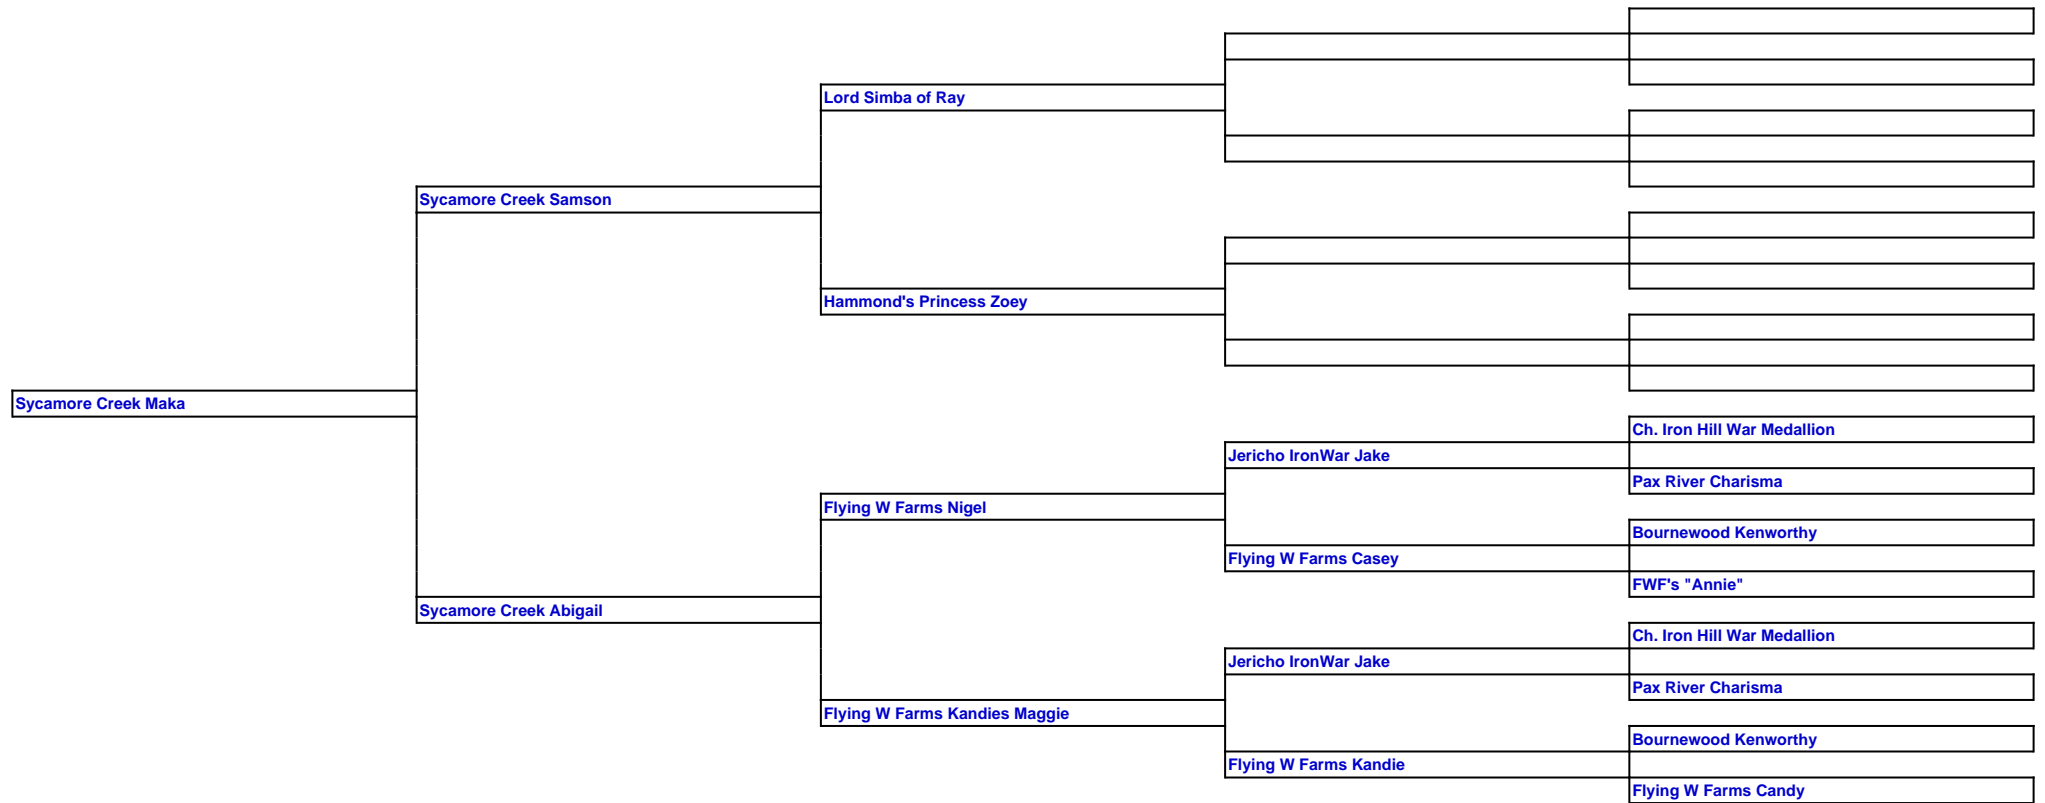 Lord Simba of Ray
Sycamore Creek Samson
Hammond's Princess Zoey
Sycamore Creek Maka
Ch. Iron Hill War Medallion
Jericho IronWar Jake
Pax River Charisma
Flying W Farms Nigel
Bournewood Kenworthy
Flying W Farms Casey
FWF's "Annie"
Sycamore Creek Abigail
Ch. Iron Hill War Medallion
Jericho IronWar Jake
Pax River Charisma
Flying W Farms Kandies Maggie
Bournewood Kenworthy
Flying W Farms Kandie
Flying W Farms Candy